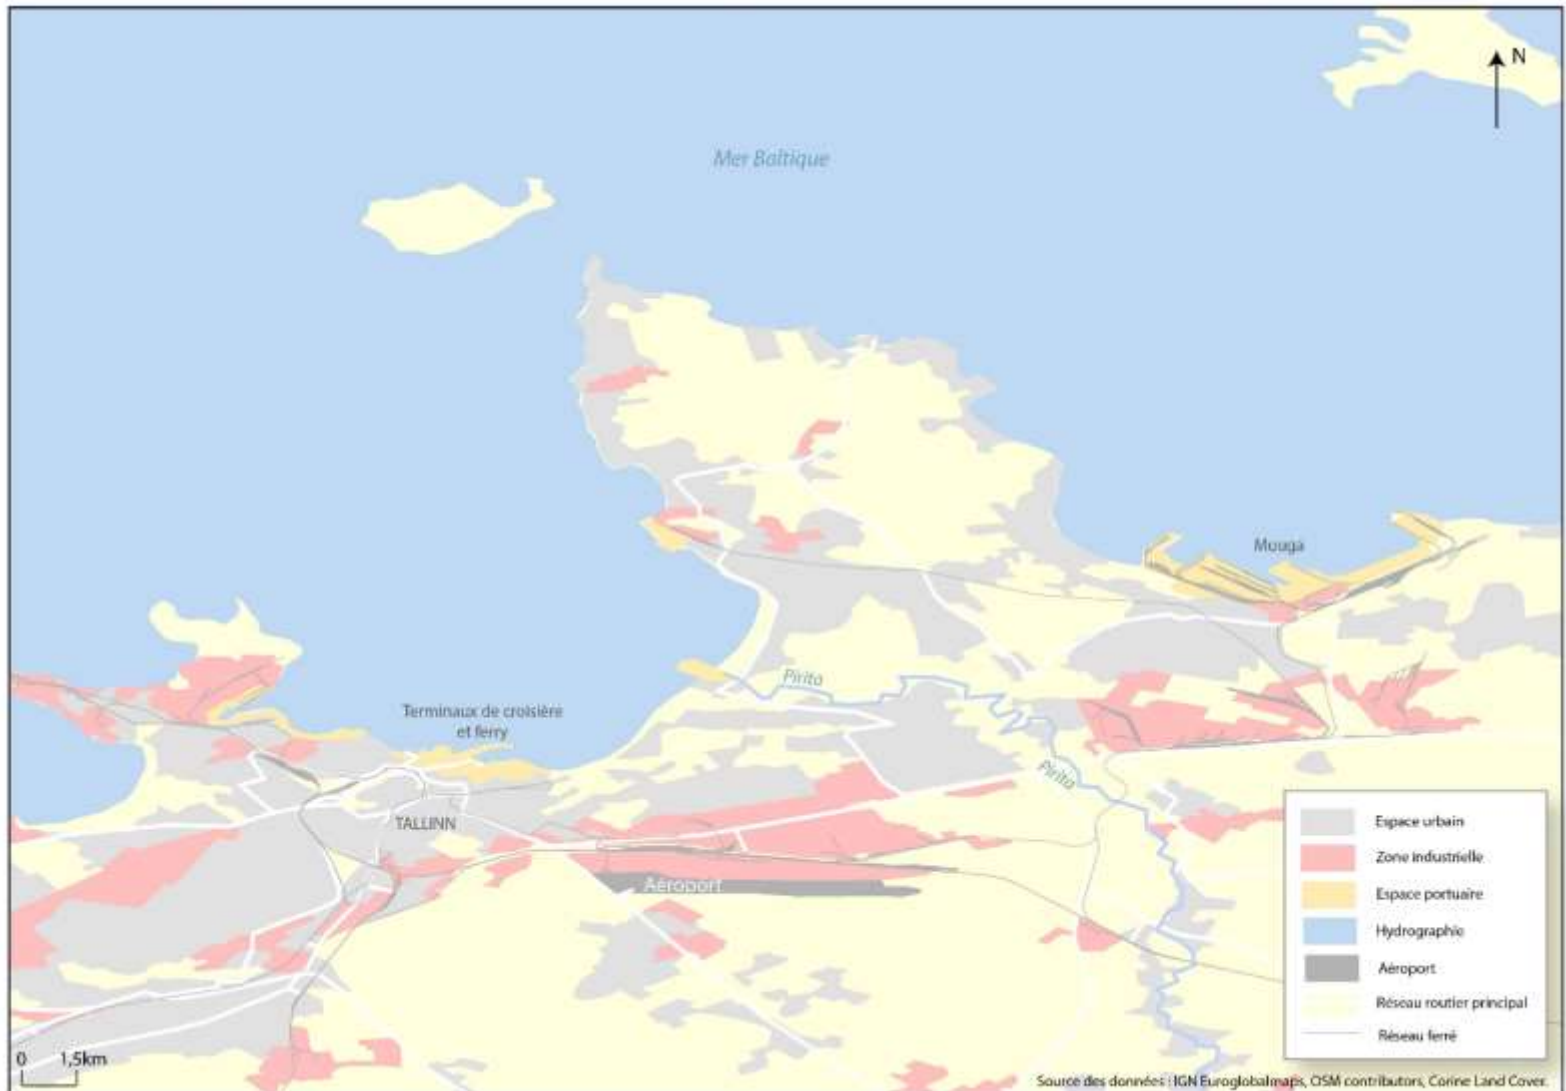 N
Mer Baltique
Mouga
Pirita
Terminaux de croisière
et ferry
Pirita
TALLINN
Aéroport
Espace urbain
Zone industrielle
Espace portuaire
Hydrographie
Aéroport
Réseau routier principal
Réseau ferré
0 1,5km
Source des données : IGN Euroglobalmaps, OSM contributors, Corine Land Cover